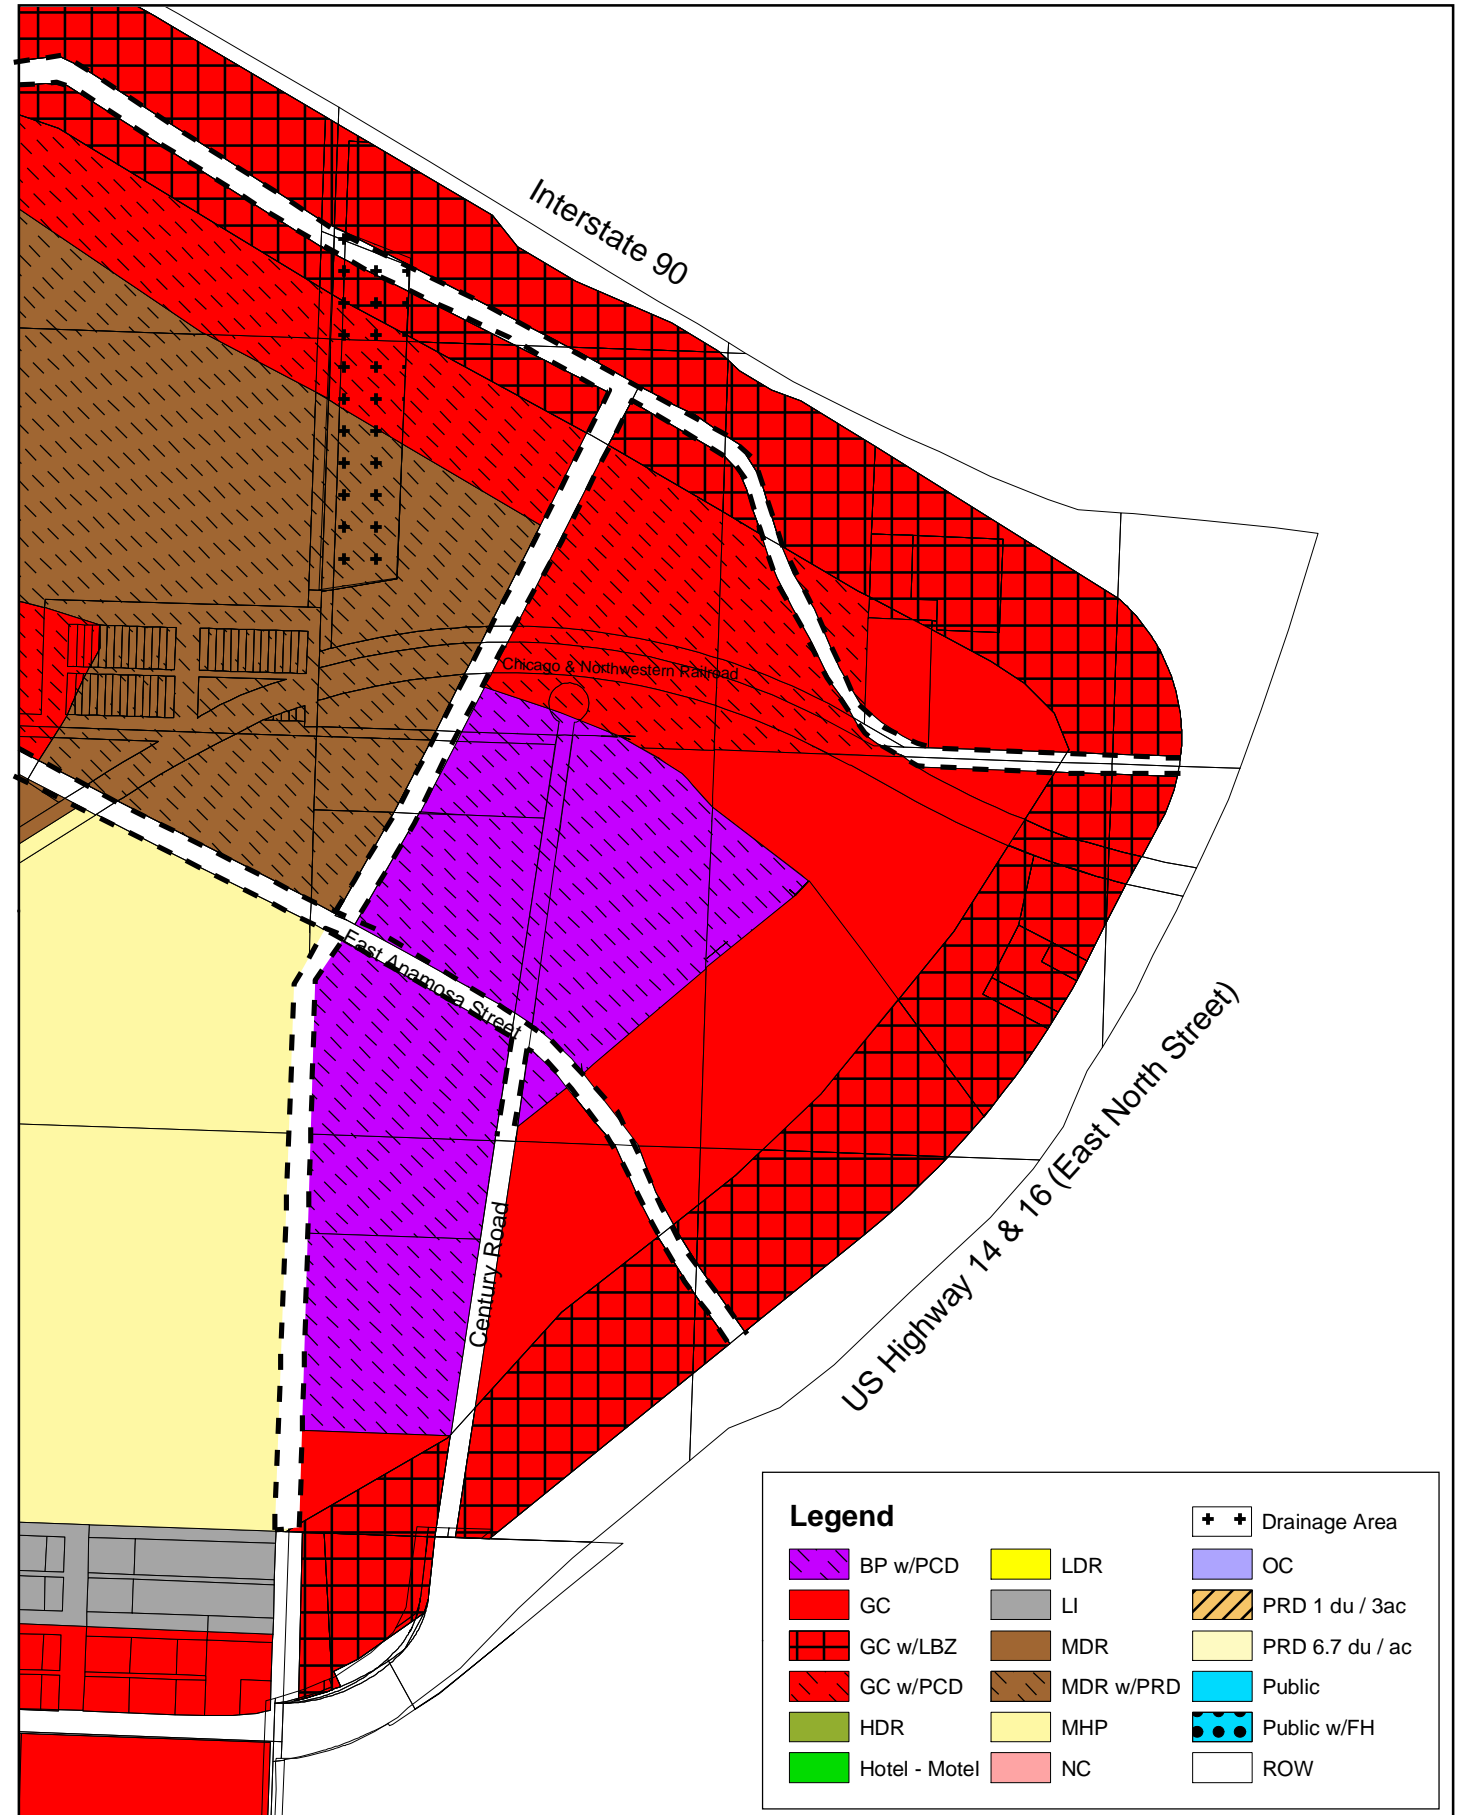 Interstate 90
Chicago & Northwestern Railroad
East Anamosa Street
Century Road
US Highway 14 & 16 (East North Street)
Legend
BP w/PCD
GC
GC w/LBZ
GC w/PCD
HDR
Hotel - Motel
LDR
LI
MDR
MDR w/PRD
MHP
NC
Drainage Area
OC
PRD 1 du / 3ac
PRD 6.7 du / ac
Public
Public w/FH
ROW